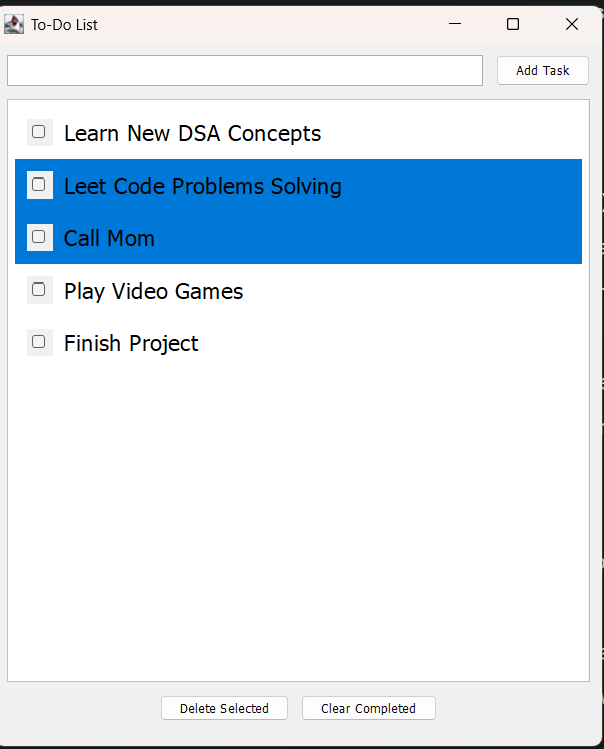 To-Do List
Add Task
Learn New DSA Concepts
Leet Code Problems Solving
Call Mom
Play Video Games
Finish Project
Delete Selected
Clear Completed